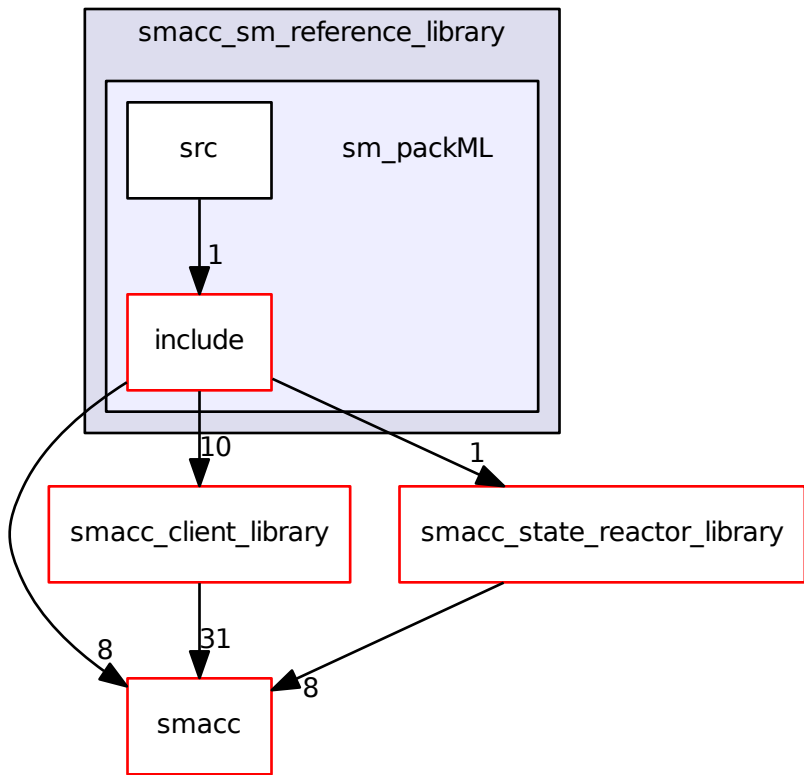 smacc_sm_reference_library
src
sm_packML
1
include
10
1
smacc_client_library
smacc_state_reactor_library
8
31
8
smacc